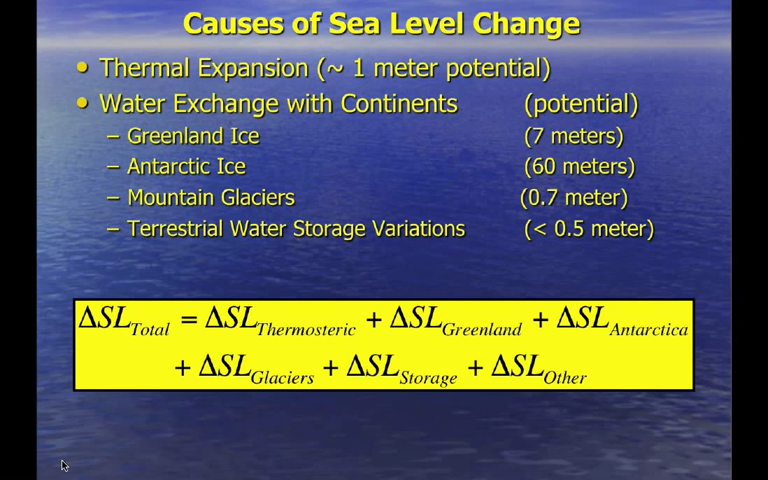 Causes of Sea Level Change
• Thermal Expansion (~ 1 meter potential)
• Water Exchange with Continents (potential)
– Greenland Ice (7 meters)
– Antarctic Ice (60 meters)
– Mountain Glaciers (0.7 meter)
– Terrestrial Water Storage Variations (< 0.5 meter)
ΔSL_Total = ΔSL_Thermosteric + ΔSL_Greenland + ΔSL_Antarctica
+ ΔSL_Glaciers + ΔSL_Storage + ΔSL_Other